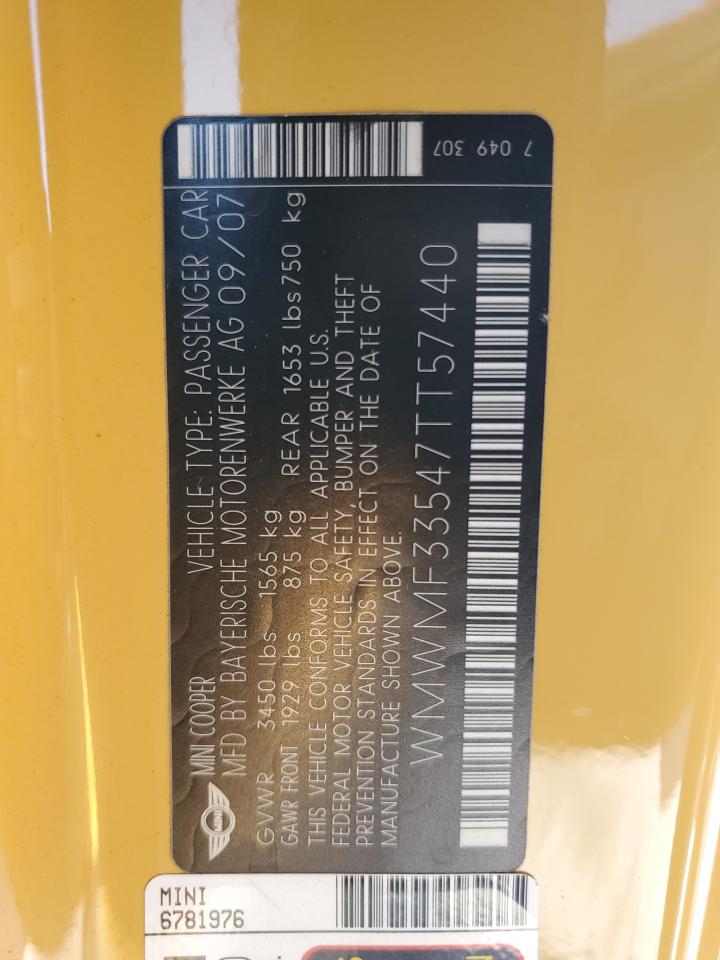 MINI COOPER VEHICLE TYPE: PASSENGER CAR
MFD BY BAYERISCHE MOTORENWERKE AG 09/07
GVWR 3450 lbs 1565 kg
GAWR FRONT 1929 lbs 875 kg REAR 1653 lbs 750 kg
THIS VEHICLE CONFORMS TO ALL APPLICABLE U.S.
FEDERAL MOTOR VEHICLE SAFETY, BUMPER AND THEFT
PREVENTION STANDARDS IN EFFECT ON THE DATE OF
MANUFACTURE SHOWN ABOVE.
WMWMF33547TT57440
7 049 307
MINI
MINI
6781976